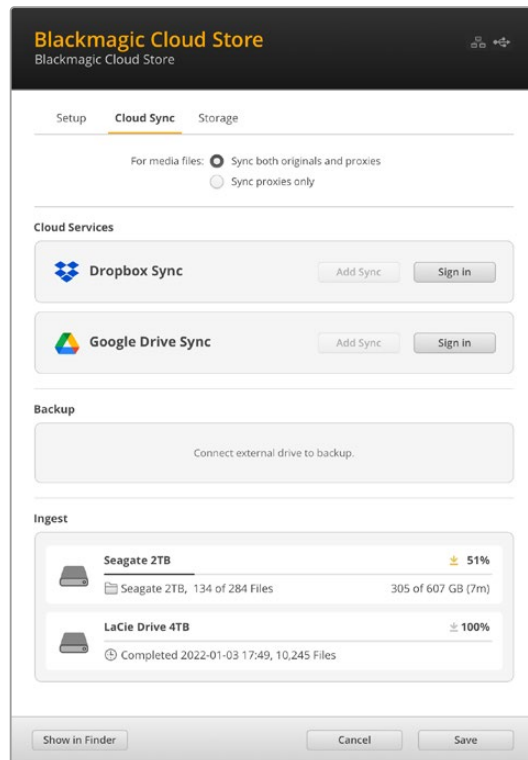 Blackmagic Cloud Store
Blackmagic Cloud Store
Setup Cloud Sync Storage
For media files: Sync both originals and proxies
Sync proxies only
Cloud Services
Dropbox Sync Add Sync Sign in
Google Drive Sync Add Sync Sign in
Backup
Connect external drive to backup.
Ingest
Seagate 2TB 51%
Seagate 2TB, 134 of 284 Files 305 of 607 GB (7m)
LaCie Drive 4TB 100%
Completed 2022-01-03 17:49, 10,245 Files
Show in Finder Cancel Save